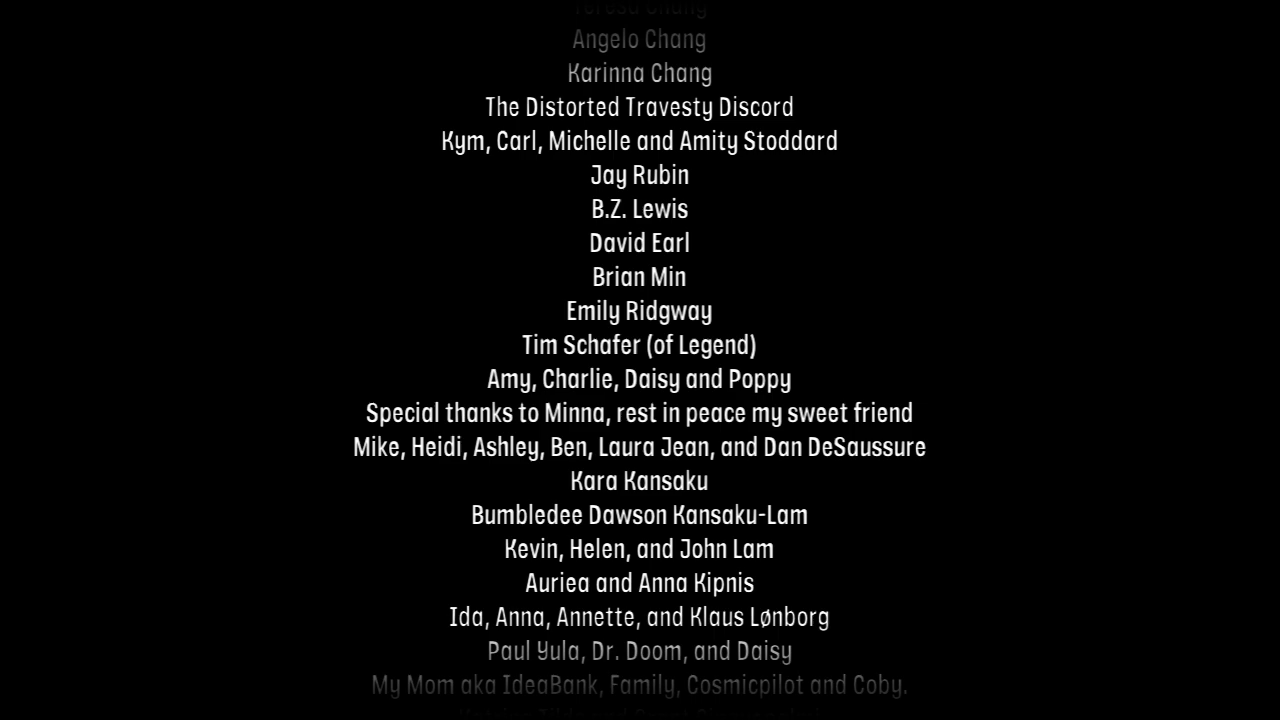 Teresa Chang
Angelo Chang
Karinna Chang
The Distorted Travesty Discord
Kym, Carl, Michelle and Amity Stoddard
Jay Rubin
B.Z. Lewis
David Earl
Brian Min
Emily Ridgway
Tim Schafer (of Legend)
Amy, Charlie, Daisy and Poppy
Special thanks to Minna, rest in peace my sweet friend
Mike, Heidi, Ashley, Ben, Laura Jean, and Dan DeSaussure
Kara Kansaku
Bumbledee Dawson Kansaku-Lam
Kevin, Helen, and John Lam
Auriea and Anna Kipnis
Ida, Anna, Annette, and Klaus Lønborg
Paul Yula, Dr. Doom, and Daisy
My Mom aka IdeaBank, Family, Cosmicpilot and Coby.